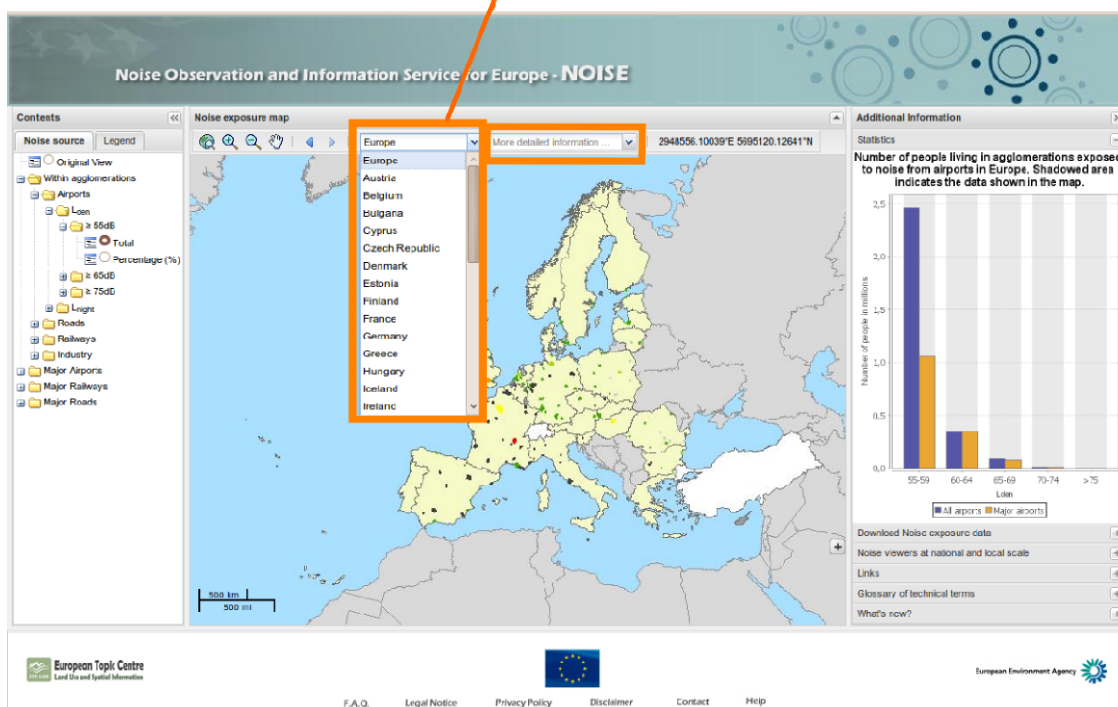 Noise Observation and Information Service for Europe - NOISE
Contents
Noise source
Legend
Original View
Within agglomerations
Airports
Lden
≥ 55dB
Total
Percentage (%)
≥ 65dB
≥ 75dB
Lnight
Roads
Railways
Industry
Major Airports
Major Railways
Major Roads
Noise exposure map
Europe
More detailed information ...
2948556.10039°E 5695120.12641°N
Europe
Austria
Belgium
Bulgaria
Cyprus
Czech Republic
Denmark
Estonia
Finland
France
Germany
Greece
Hungary
Iceland
Ireland
500 km
500 mi
Additional Information
Statistics
Number of people living in agglomerations exposed
to noise from airports in Europe. Shadowed area
indicates the data shown in the map.
Number of people in millions
2,5
2,0
1,5
1,0
0,5
0,0
55-59 60-64 65-69 70-74 >75
Lden
All airports Major airports
Download Noise exposure data
Noise viewers at national and local scale
Links
Glossary of technical terms
What's new?
European Topic Centre
Land Use and Spatial Information
European Environment Agency
F.A.Q. Legal Notice Privacy Policy Disclaimer Contact Help